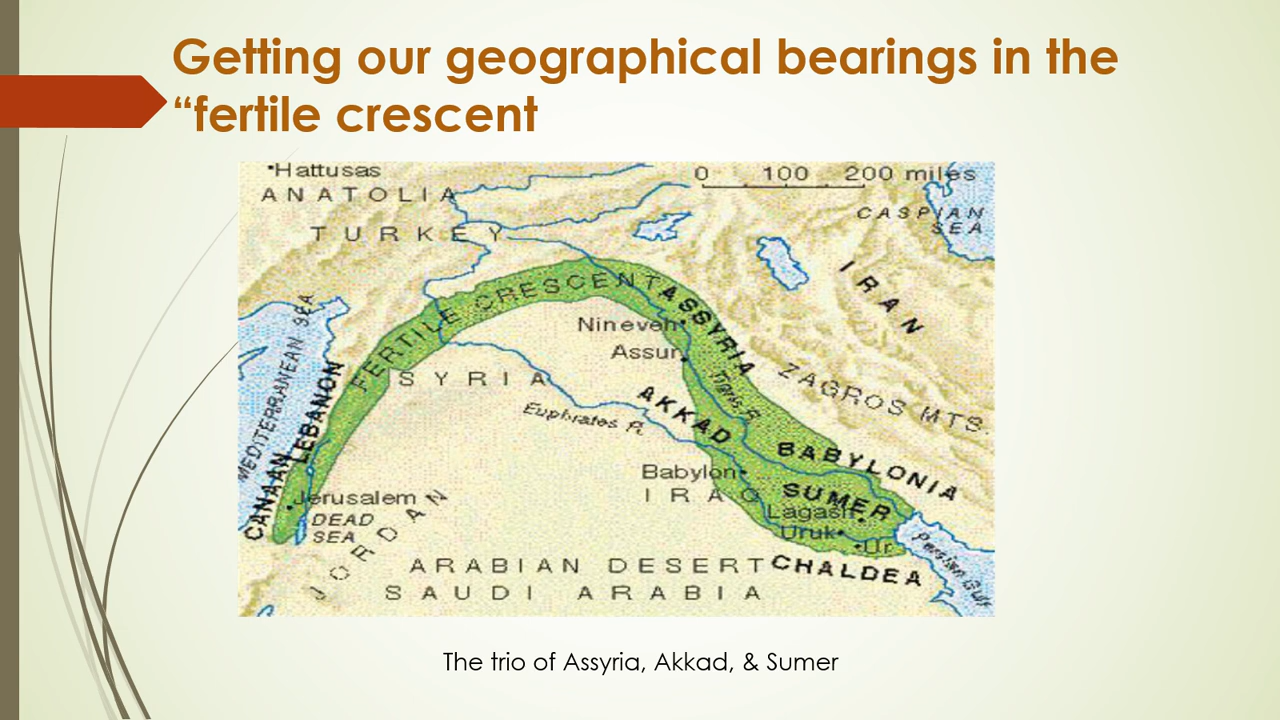 Getting our geographical bearings in the
“fertile crescent
Hattusas
ANATOLIA
TURKEY
0 100 200 miles
CASPIAN
SEA
IRAN
FERTILE CRESCENT
ASSYRIA
MEDITERRANEAN SEA
Nineveh
Assur
LEBANON
SYRIA
Tigris R.
ZAGROS MTS.
Euphrates R.
AKKAD
CANAAN
BABYLONIA
Babylon
IRAQ
SUMER
Jerusalem
Lagash
DEAD
SEA
JORDAN
Uruk
Ur
Persian Gulf
ARABIAN DESERT
CHALDEA
SAUDI ARABIA
The trio of Assyria, Akkad, & Sumer